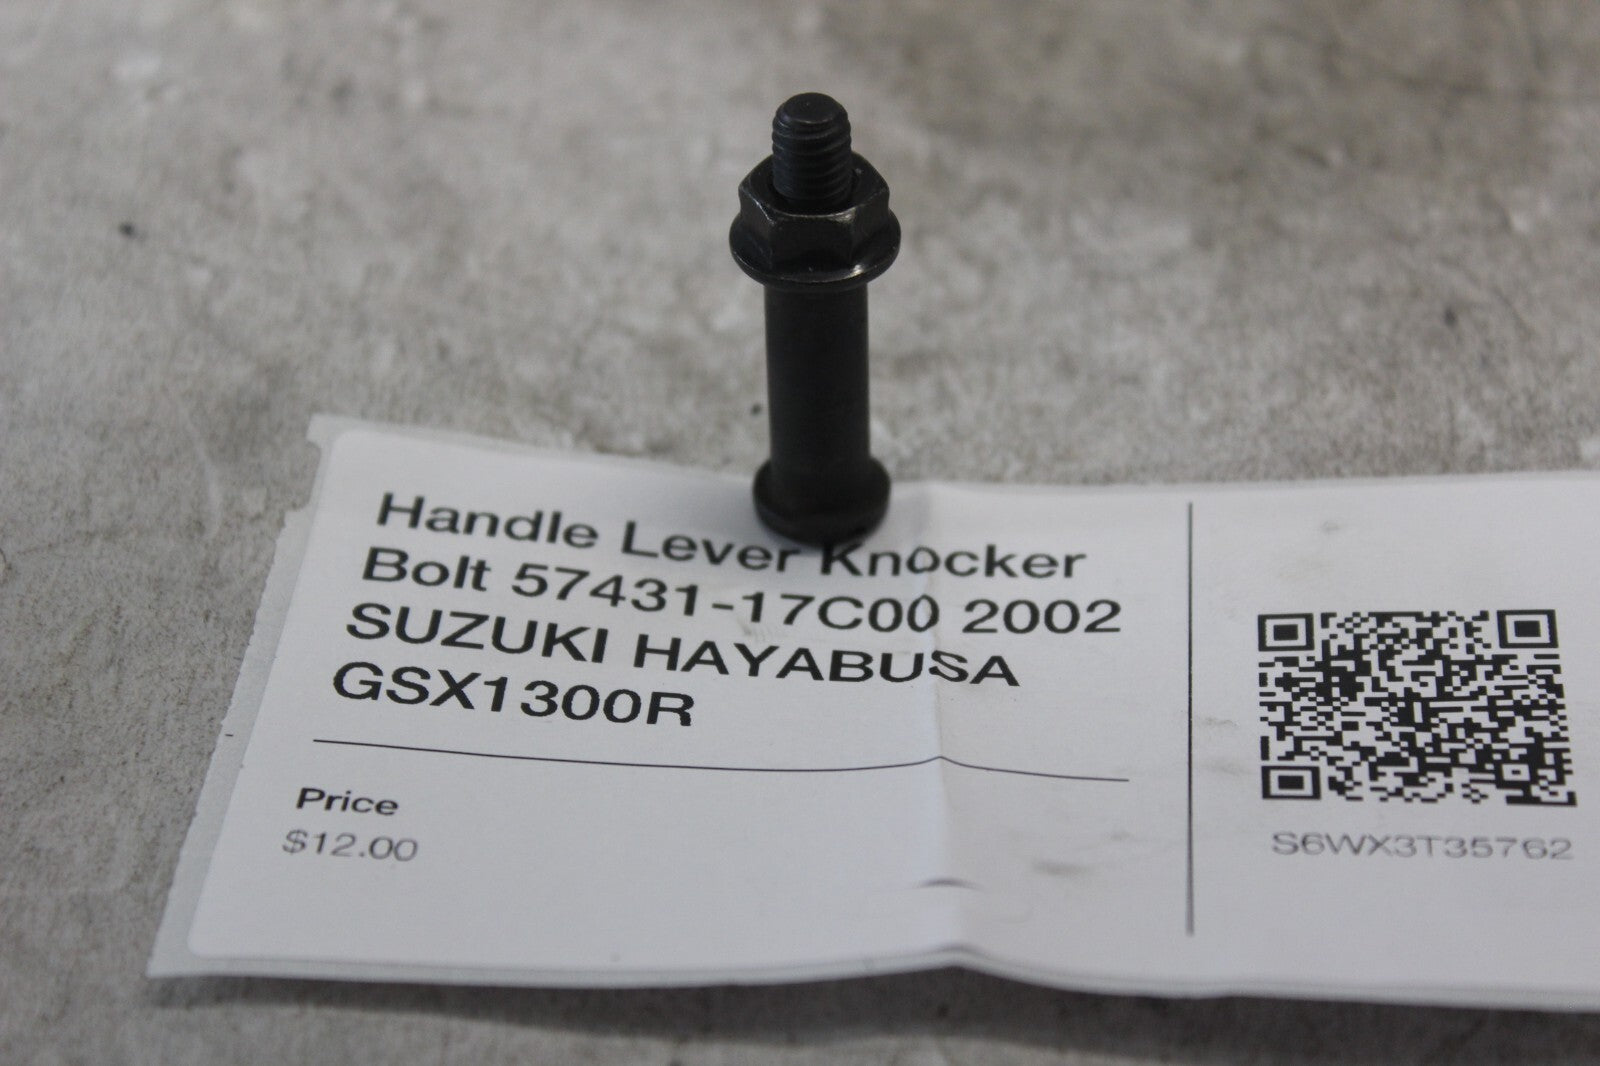 Handle Lever Knocker
Bolt 57431-17C00 2002
SUZUKI HAYABUSA
GSX1300R
Price
$12.00
S6WX3T35762